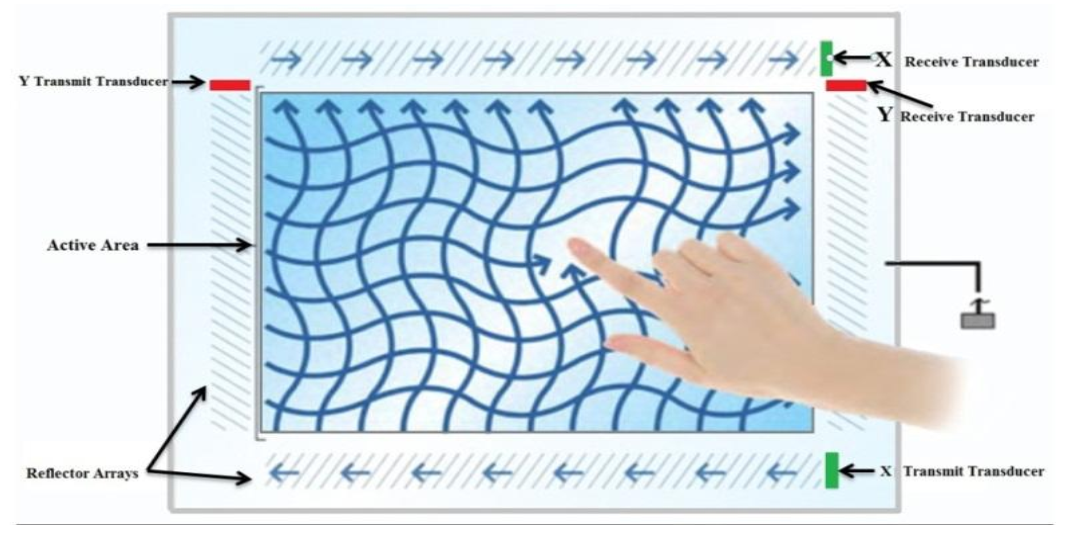 X Receive Transducer
Y Transmit Transducer
Y Receive Transducer
Active Area
Reflector Arrays
X Transmit Transducer